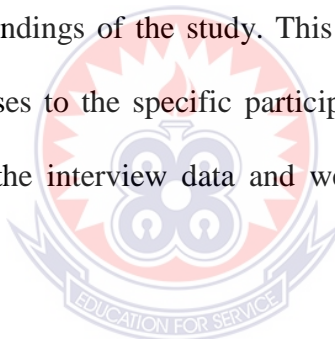 ndings of the study. This
ses to the specific particip
the interview data and we
EDUCATION FOR SERVICE